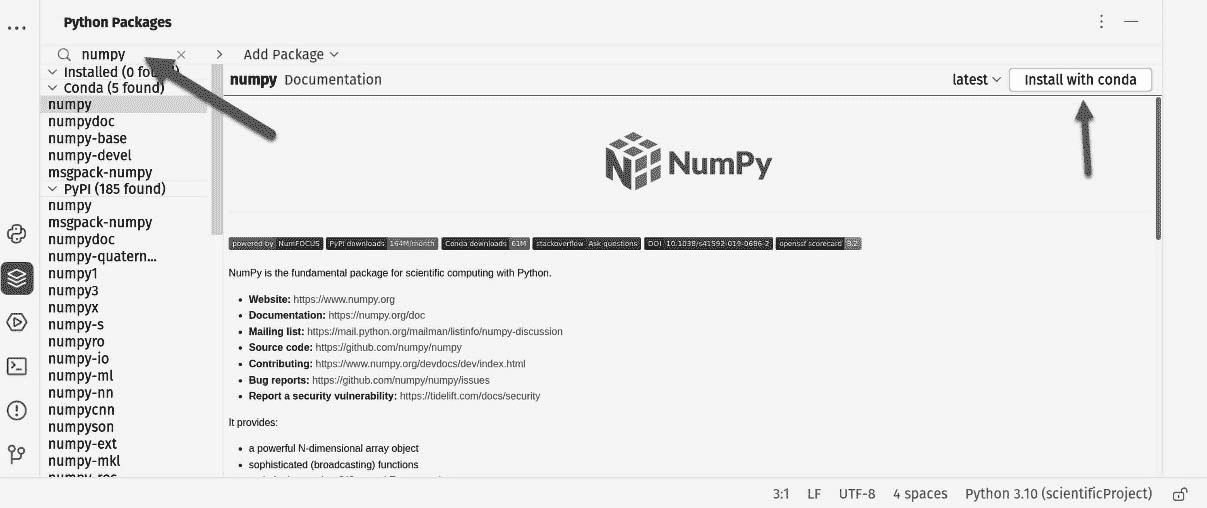 Python Packages
numpy
Add Package
Installed (0 found)
Conda (5 found)
numpy
numpydoc
numpy-base
numpy-devel
msgpack-numpy
PyPI (185 found)
numpy
msgpack-numpy
numpydoc
numpy-quatern...
numpy1
numpy3
numpyx
numpy-s
numpyro
numpy-io
numpy-ml
numpy-nn
numpycnn
numpyson
numpy-ext
numpy-mkl
numpy Documentation
latest
Install with conda
NumPy
powered by NumFOCUS PyPI downloads 164M/month Conda downloads 61M stackoverflow Ask questions DOI 10.1038/s41592-019-0686-2 openssf scorecard 8.2
NumPy is the fundamental package for scientific computing with Python.
• Website: https://www.numpy.org
• Documentation: https://numpy.org/doc
• Mailing list: https://mail.python.org/mailman/listinfo/numpy-discussion
• Source code: https://github.com/numpy/numpy
• Contributing: https://www.numpy.org/devdocs/dev/index.html
• Bug reports: https://github.com/numpy/numpy/issues
• Report a security vulnerability: https://tidelift.com/docs/security
It provides:
• a powerful N-dimensional array object
• sophisticated (broadcasting) functions
3:1 LF UTF-8 4 spaces Python 3.10 (scientificProject)